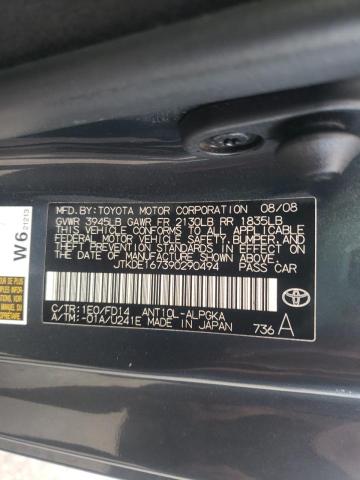 MFD. BY: TOYOTA MOTOR CORPORATION 08/08
GVWR 3945LB GAWR FR 2130LB RR 1835LB
THIS VEHICLE CONFORMS TO ALL APPLICABLE
FEDERAL MOTOR VEHICLE SAFETY, BUMPER, AND
THEFT PREVENTION STANDARDS IN EFFECT ON
THE DATE OF MANUFACTURE SHOWN ABOVE.
JTKDE167390290494
PASSENGER CAR
C/TR: 1E0/FD14 ANT10L-ALPGKA
A/TM: -01A/U241E MADE IN JAPAN
736 A
W6 21213